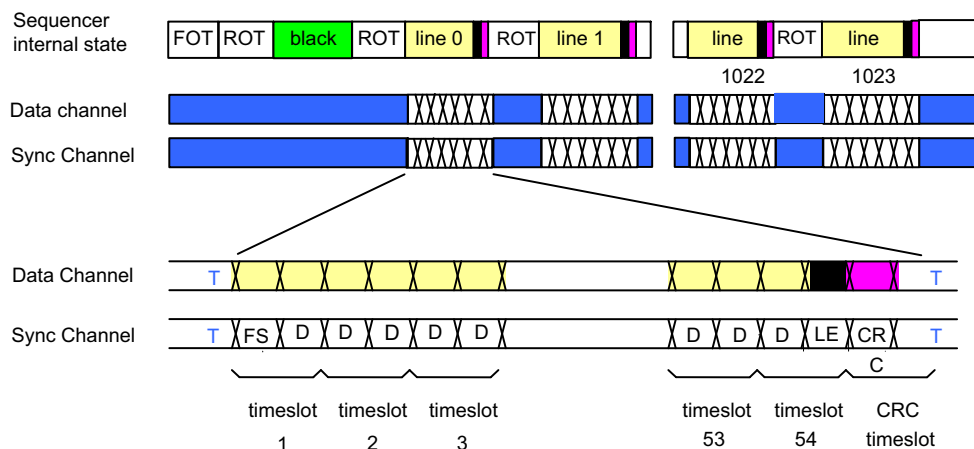 Sequencer
internal state
FOT ROT black ROT line 0 ROT line 1 line ROT line
1022 1023
Data channel
Sync Channel
Data Channel T T
Sync Channel T FS D D D D D D D D LE CR T
C
timeslot timeslot timeslot timeslot timeslot CRC
1 2 3 53 54 timeslot